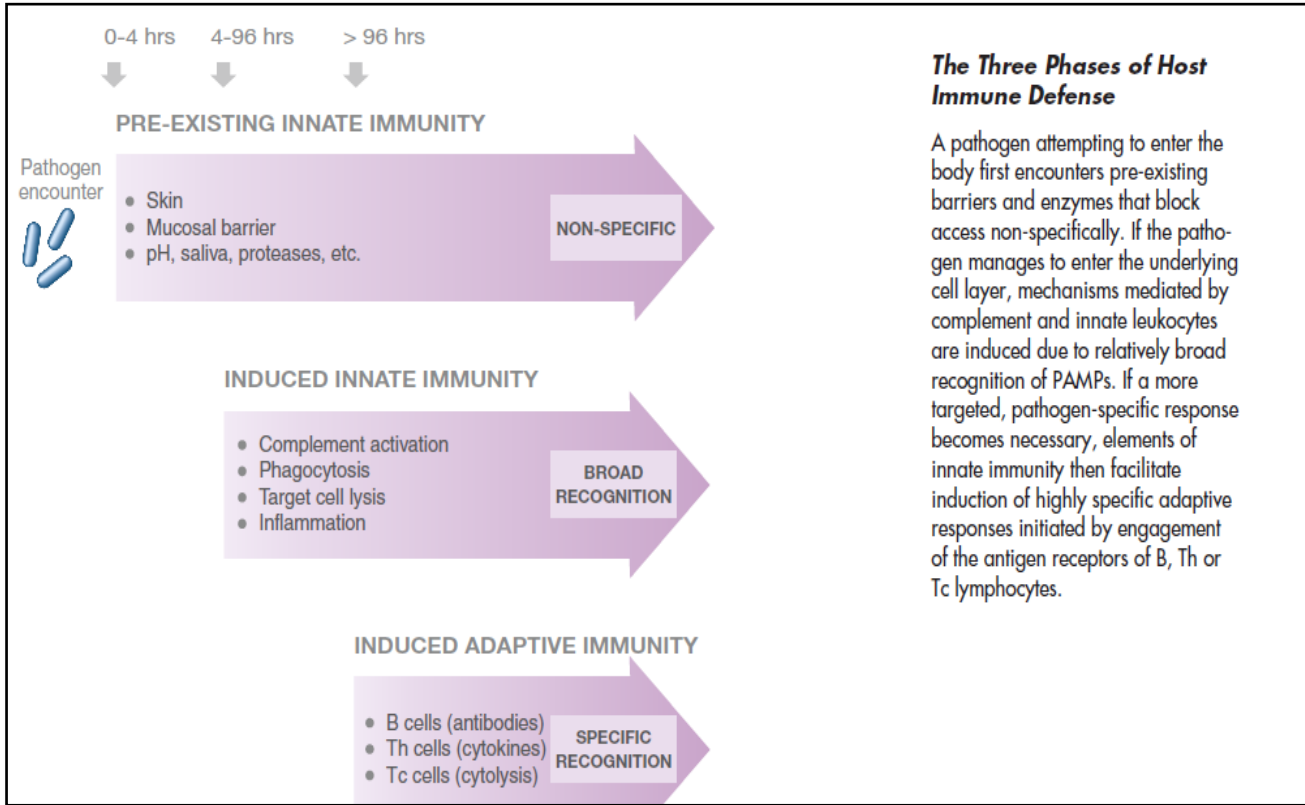 0-4 hrs
4-96 hrs
> 96 hrs
PRE-EXISTING INNATE IMMUNITY
Pathogen
encounter
• Skin
• Mucosal barrier
• pH, saliva, proteases, etc.
NON-SPECIFIC
INDUCED INNATE IMMUNITY
• Complement activation
• Phagocytosis
• Target cell lysis
• Inflammation
BROAD
RECOGNITION
INDUCED ADAPTIVE IMMUNITY
• B cells (antibodies)
• Th cells (cytokines)
• Tc cells (cytolysis)
SPECIFIC
RECOGNITION
The Three Phases of Host
Immune Defense
A pathogen attempting to enter the
body first encounters pre-existing
barriers and enzymes that block
access non-specifically. If the patho-
gen manages to enter the underlying
cell layer, mechanisms mediated by
complement and innate leukocytes
are induced due to relatively broad
recognition of PAMPs. If a more
targeted, pathogen-specific response
becomes necessary, elements of
innate immunity then facilitate
induction of highly specific adaptive
responses initiated by engagement
of the antigen receptors of B, Th or
Tc lymphocytes.